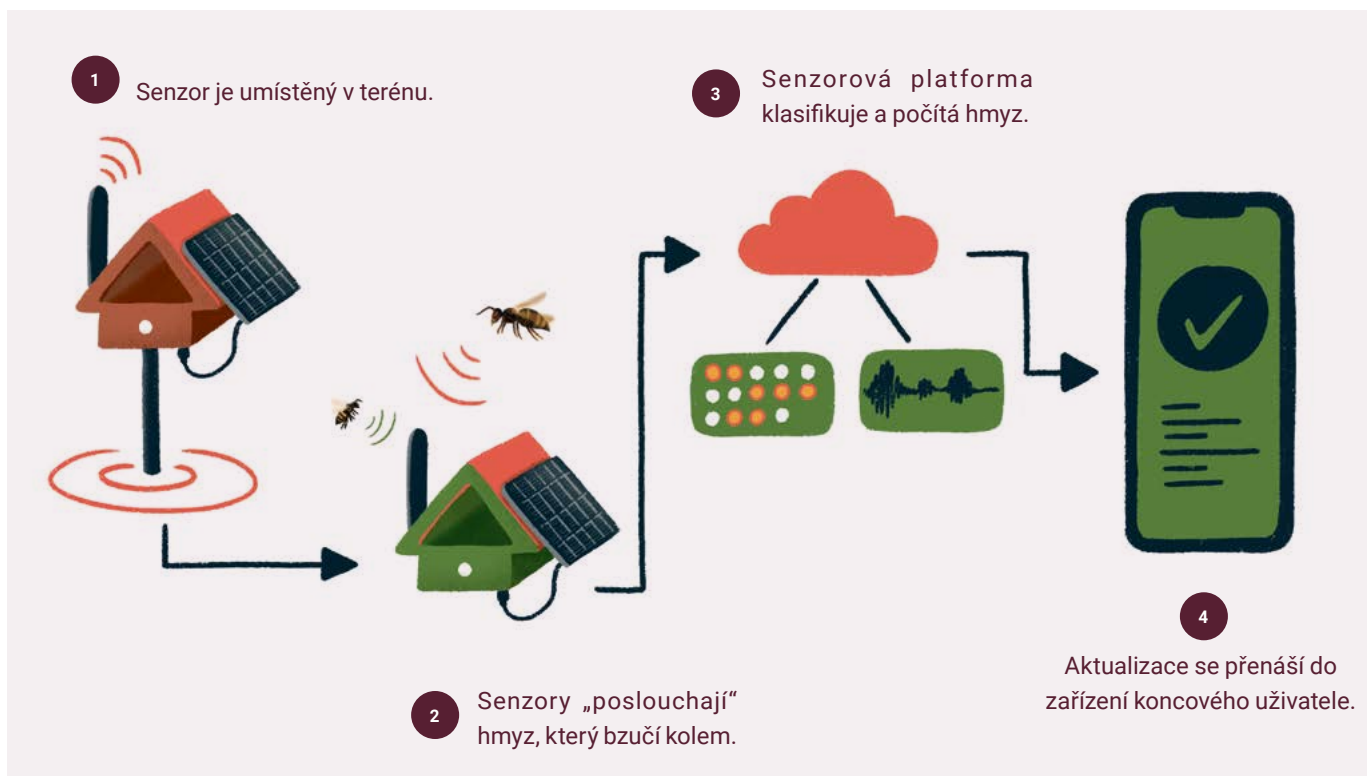 1
Senzor je umístěný v terénu.
2
Senzory „poslouchají“
hmyz, který bzučí kolem.
3
Senzorová platforma
klasifikuje a počítá hmyz.
4
Aktualizace se přenáší do
zařízení koncového uživatele.